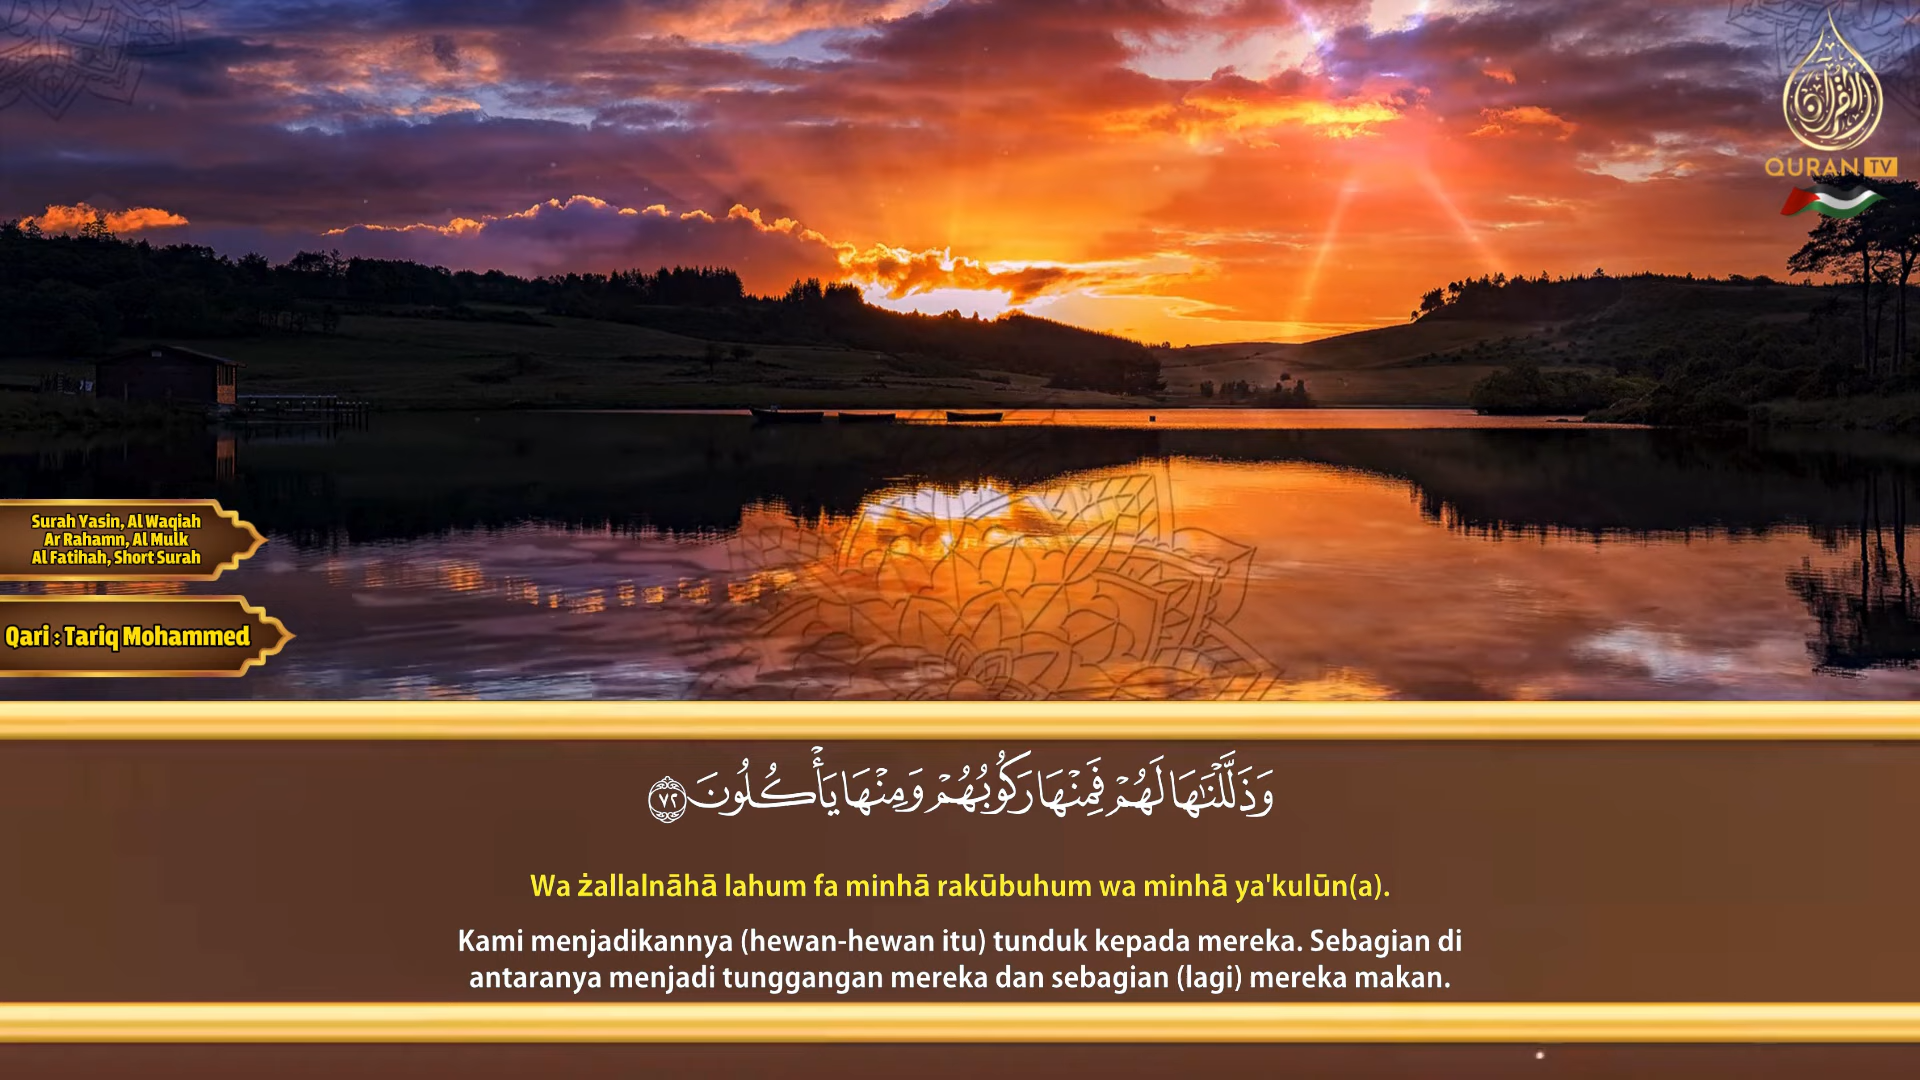 القرآن
QURAN TV
Surah Yasin, Al Waqiah
Ar Rahamn, Al Mulk
Al Fatihah, Short Surah
Qari : Tariq Mohammed
وَذَلَّلْنٰهَا لَهُمْ فَمِنْهَا رَكُوْبُهُمْ وَمِنْهَا يَأْكُلُوْنَ ٧٢
Wa żallalnāhā lahum fa minhā rakūbuhum wa minhā ya'kulūn(a).
Kami menjadikannya (hewan-hewan itu) tunduk kepada mereka. Sebagian di
antaranya menjadi tunggangan mereka dan sebagian (lagi) mereka makan.